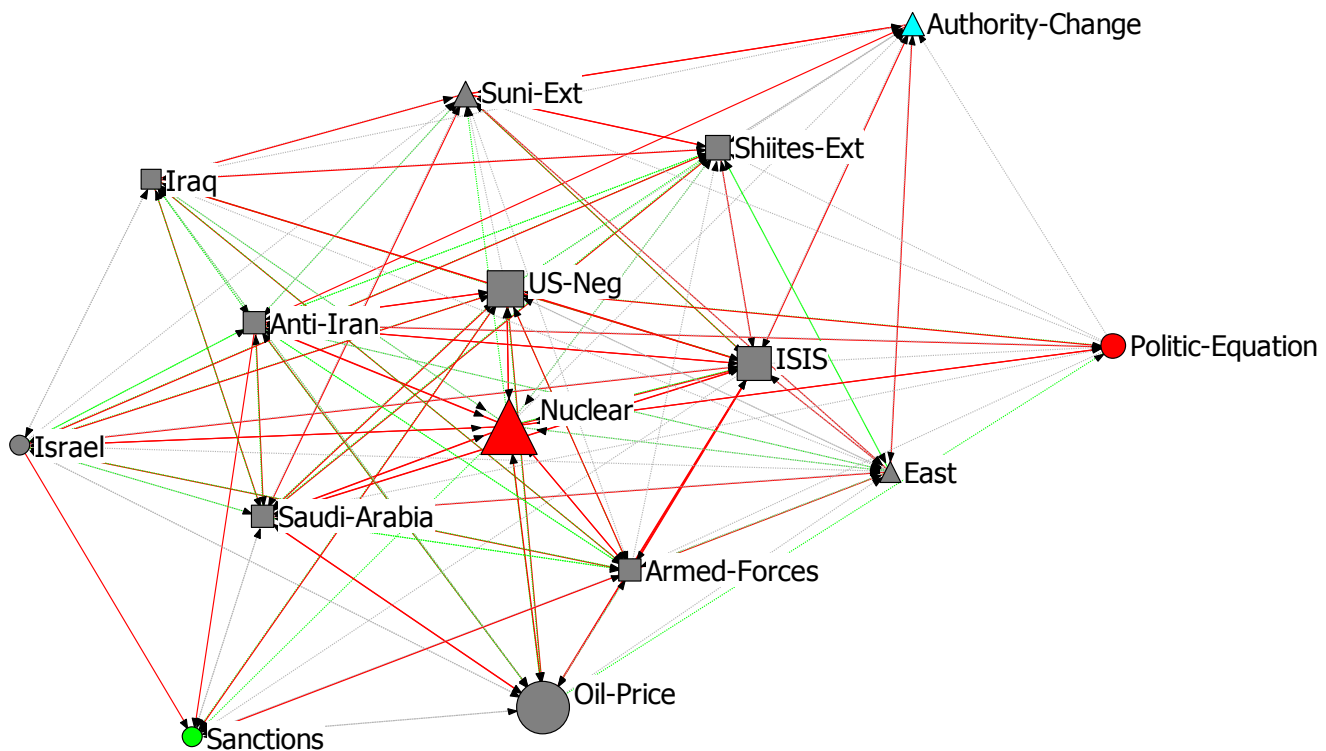 Authority-Change
Suni-Ext
Shiites-Ext
Iraq
US-Neg
Anti-Iran
Politic-Equation
ISIS
Nuclear
Israel
East
Saudi-Arabia
Armed-Forces
Oil-Price
Sanctions